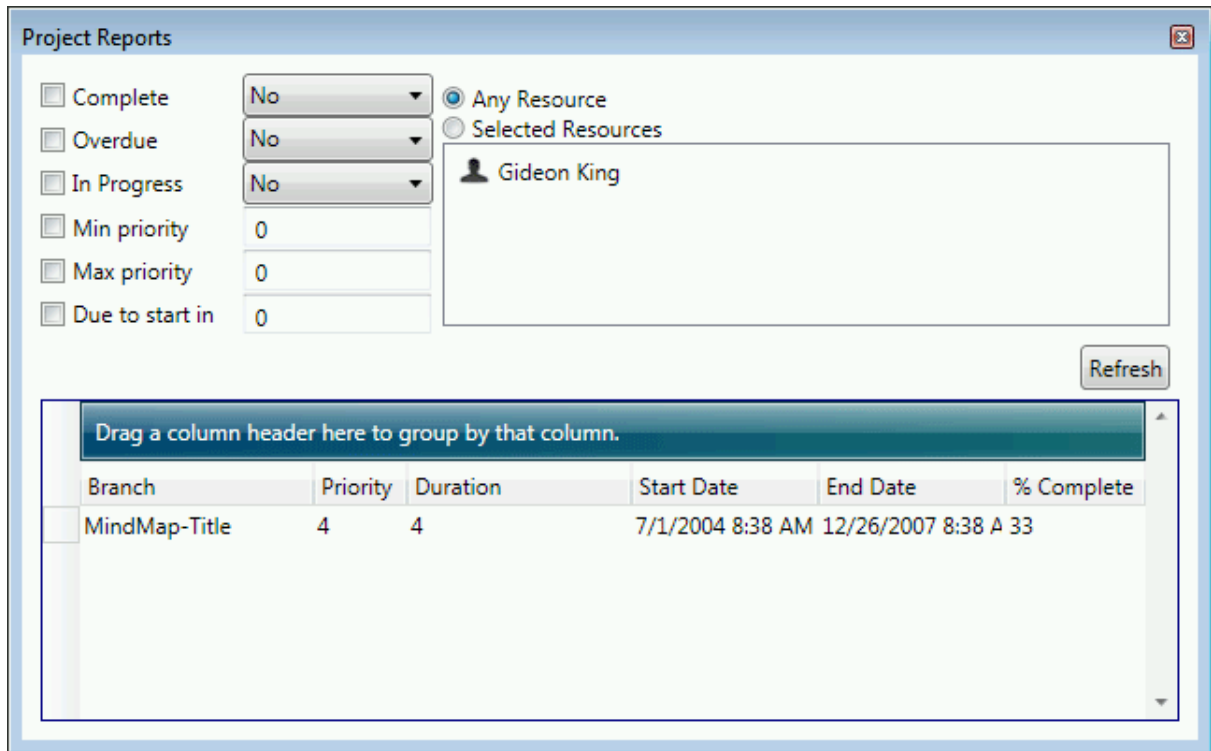 Project Reports
Complete No
Overdue No
In Progress No
Min priority 0
Max priority 0
Due to start in 0
Any Resource
Selected Resources
Gideon King
Refresh
Drag a column header here to group by that column.
Branch Priority Duration Start Date End Date % Complete
MindMap-Title 4 4 7/1/2004 8:38 AM 12/26/2007 8:38 A 33